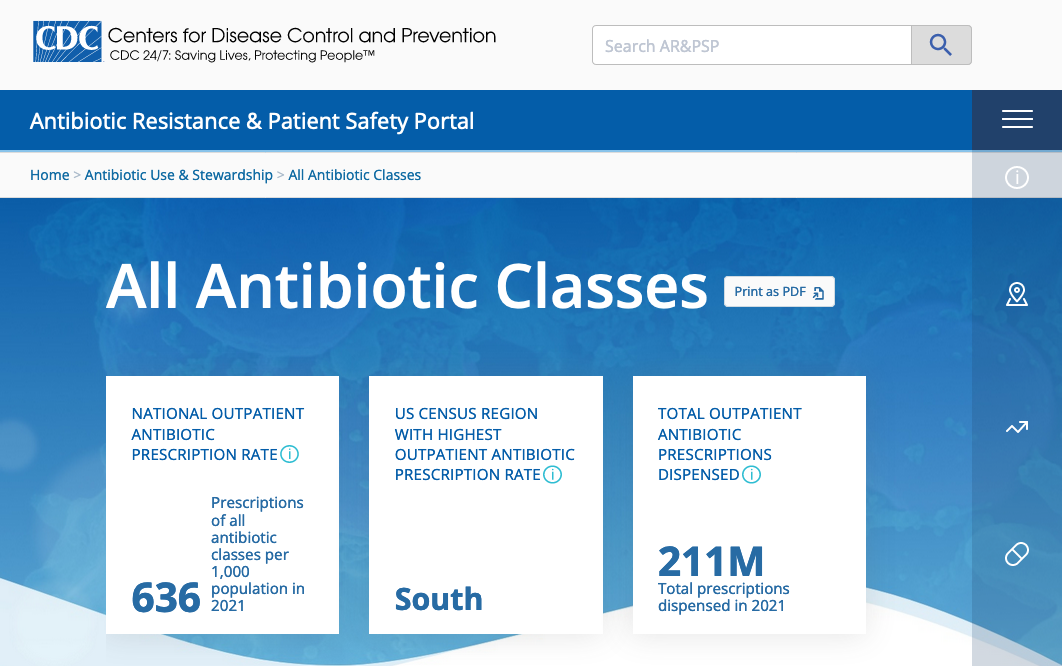 CDC Centers for Disease Control and Prevention
CDC 24/7: Saving Lives, Protecting People™
Search AR&PSP
Antibiotic Resistance & Patient Safety Portal
Home > Antibiotic Use & Stewardship > All Antibiotic Classes
All Antibiotic Classes
Print as PDF
NATIONAL OUTPATIENT
ANTIBIOTIC
PRESCRIPTION RATE
636
Prescriptions
of all
antibiotic
classes per
1,000
population in
2021
US CENSUS REGION
WITH HIGHEST
OUTPATIENT ANTIBIOTIC
PRESCRIPTION RATE
South
TOTAL OUTPATIENT
ANTIBIOTIC
PRESCRIPTIONS
DISPENSED
211M
Total prescriptions
dispensed in 2021